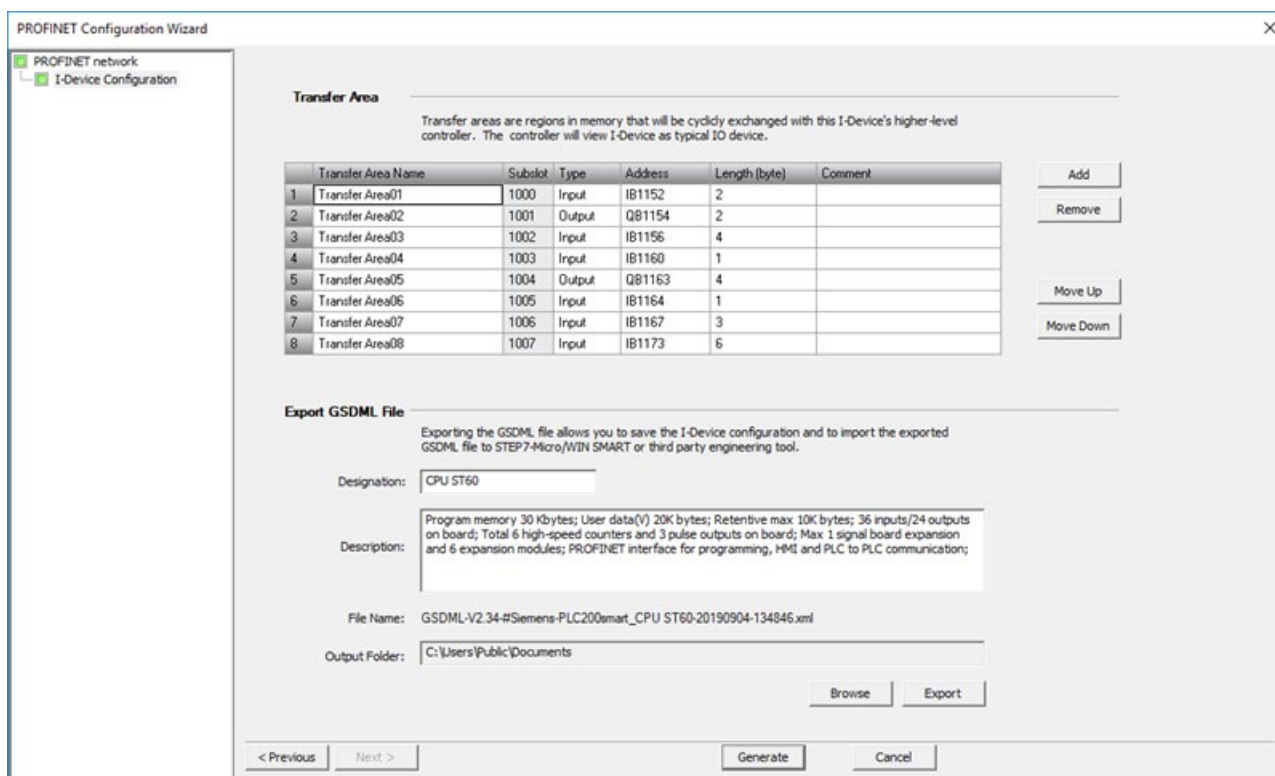 PROFINET Configuration Wizard
PROFINET network
I-Device Configuration
Transfer Area
Transfer areas are regions in memory that will be cyclidy exchanged with this I-Device's higher-level
controller. The controller will view I-Device as typical IO device.
Transfer Area Name Subslot Type Address Length (byte) Comment
1 Transfer Area01 1000 Input IB1152 2
2 Transfer Area02 1001 Output QB1154 2
3 Transfer Area03 1002 Input IB1156 4
4 Transfer Area04 1003 Input IB1160 1
5 Transfer Area05 1004 Output QB1163 4
6 Transfer Area06 1005 Input IB1164 1
7 Transfer Area07 1006 Input IB1167 3
8 Transfer Area08 1007 Input IB1173 6
Add
Remove
Move Up
Move Down
Export GSDML File
Exporting the GSDML file allows you to save the I-Device configuration and to import the exported
GSDML file to STEP7-Micro/WIN SMART or third party engineering tool.
Designation: CPU ST60
Description: Program memory 30 Kbytes; User data(V) 20K bytes; Retentive max 10K bytes; 36 inputs/24 outputs
on board; Total 6 high-speed counters and 3 pulse outputs on board; Max 1 signal board expansion
and 6 expansion modules; PROFINET interface for programming, HMI and PLC to PLC communication;
File Name: GSDML-V2.34-#Siemens-PLC200smart_CPU ST60-20190904-134846.xml
Output Folder: C:\Users\Public\Documents
Browse Export
< Previous Next > Generate Cancel